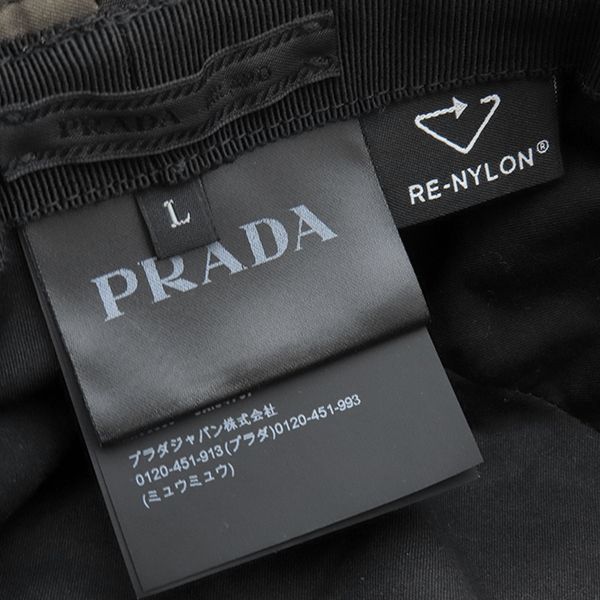 PRADA
RE-NYLON®
L
PRADA
プラダジャパン株式会社
0120-451-913(プラダ)0120-451-993
(ミュウミュウ)